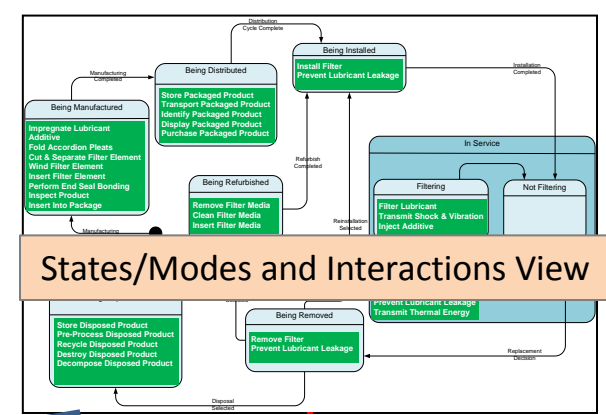 Distribution
Cycle Complete
Being Installed
Install Filter
Prevent Lubricant Leakage
Installation
Completed
Manufacturing
Completed
Being Distributed
Store Packaged Product
Transport Packaged Product
Identify Packaged Product
Display Packaged Product
Purchase Packaged Product
Being Manufactured
Impregnate Lubricant
Additive
Fold Accordion Pleats
Cut & Separate Filter Element
Wind Filter Element
Insert Filter Element
Perform End Seal Bonding
Inspect Product
Insert Into Package
Refurbish
Completed
In Service
Filtering
Filter Lubricant
Transmit Shock & Vibration
Inject Additive
Not Filtering
Being Refurbished
Remove Filter Media
Clean Filter Media
Insert Filter Media
Reinstallation
Selected
Manufacturing
States/Modes and Interactions View
Prevent Lubricant Leakage
Transmit Thermal Energy
Store Disposed Product
Pre-Process Disposed Product
Recycle Disposed Product
Destroy Disposed Product
Decompose Disposed Product
Being Removed
Remove Filter
Prevent Lubricant Leakage
Replacement
Decision
Disposal
Selected